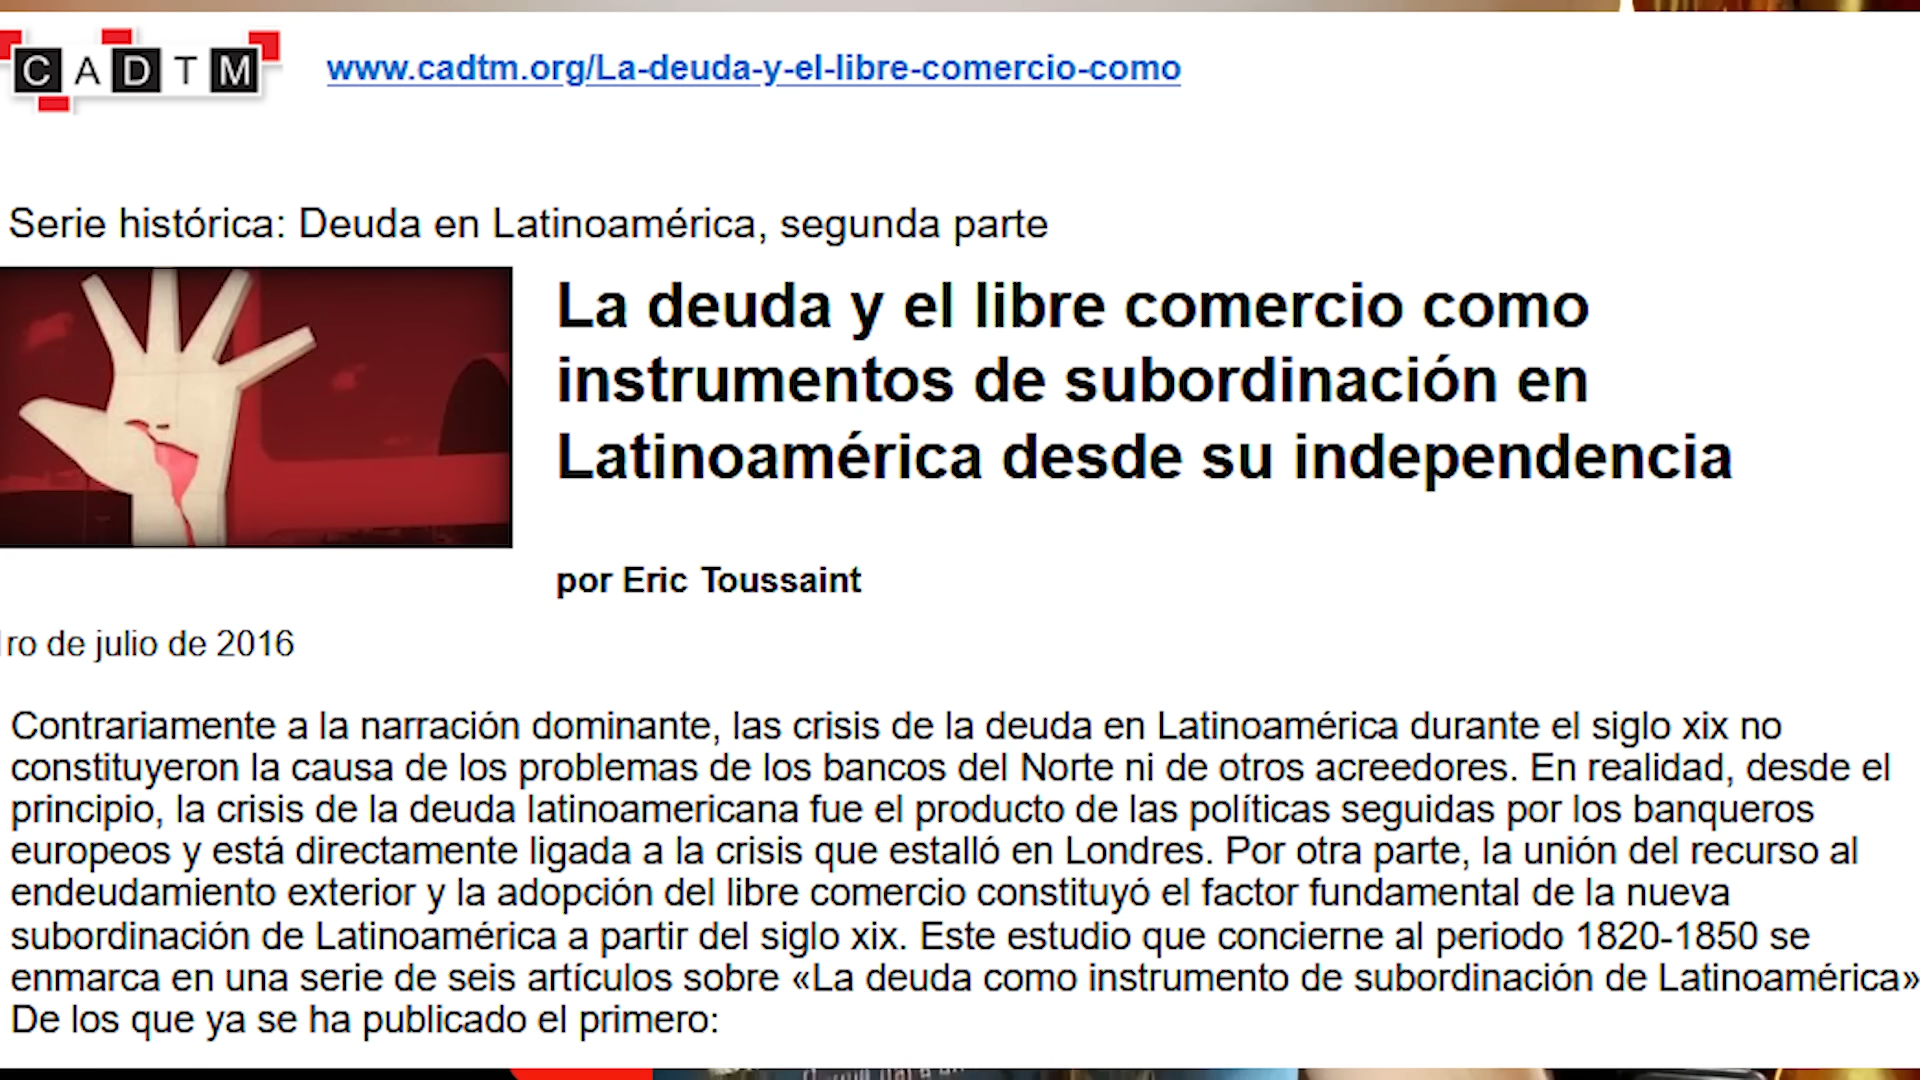 CADTM www.cadtm.org/La-deuda-y-el-libre-comercio-como
Serie histórica: Deuda en Latinoamérica, segunda parte
La deuda y el libre comercio como
instrumentos de subordinación en
Latinoamérica desde su independencia
por Eric Toussaint
1ro de julio de 2016
Contrariamente a la narración dominante, las crisis de la deuda en Latinoamérica durante el siglo xix no
constituyeron la causa de los problemas de los bancos del Norte ni de otros acreedores. En realidad, desde el
principio, la crisis de la deuda latinoamericana fue el producto de las políticas seguidas por los banqueros
europeos y está directamente ligada a la crisis que estalló en Londres. Por otra parte, la unión del recurso al
endeudamiento exterior y la adopción del libre comercio constituyó el factor fundamental de la nueva
subordinación de Latinoamérica a partir del siglo xix. Este estudio que concierne al periodo 1820-1850 se
enmarca en una serie de seis artículos sobre «La deuda como instrumento de subordinación de Latinoamérica»
De los que ya se ha publicado el primero: